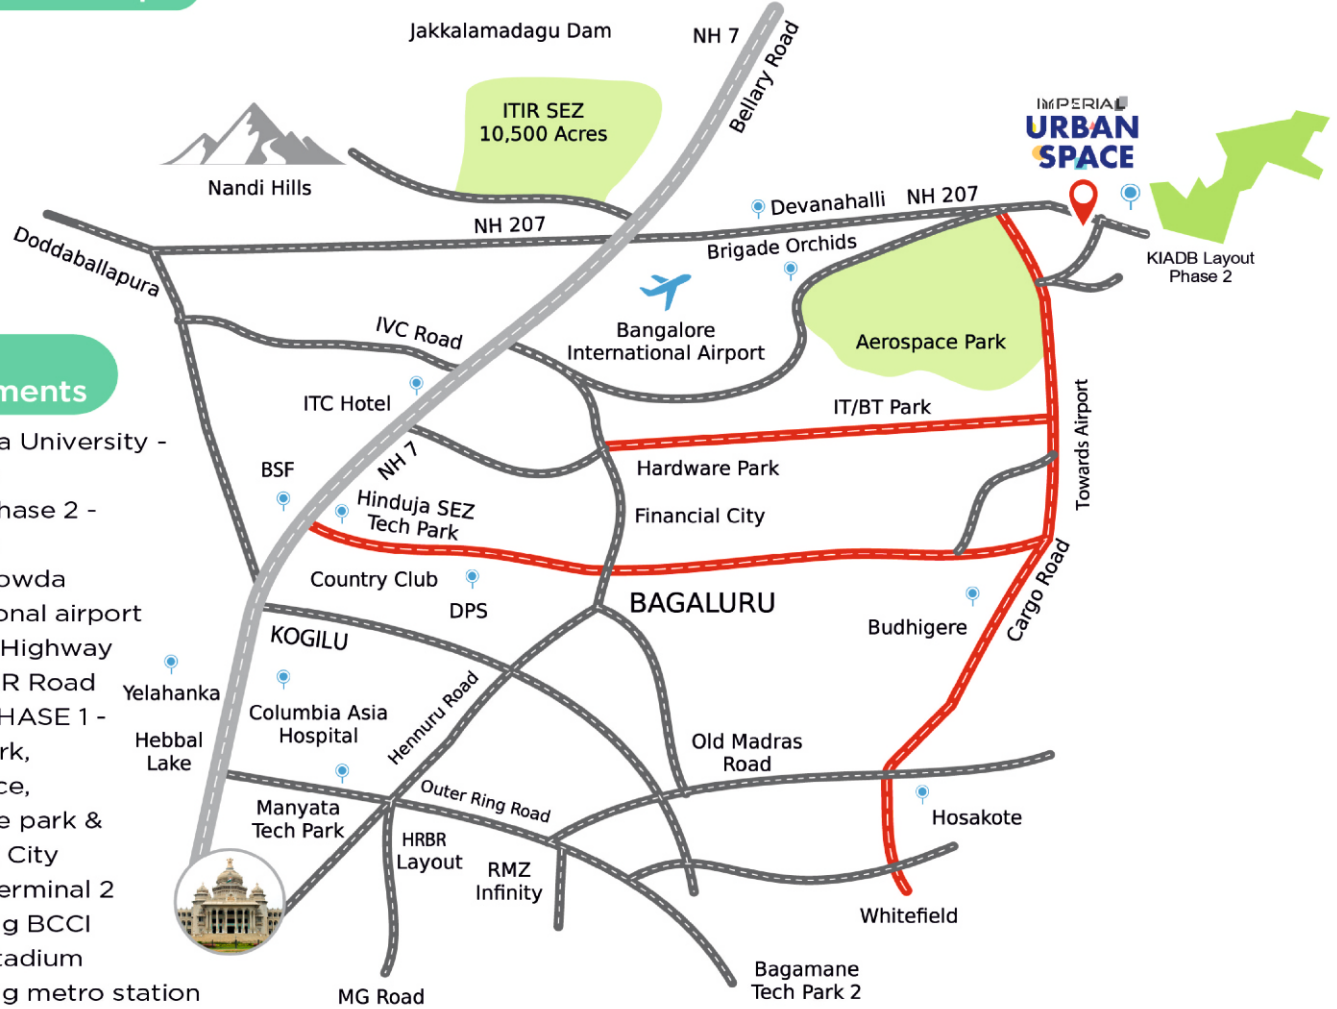 Jakkalamadagu Dam
NH 7
Bellary Road
ITIR SEZ
10,500 Acres
Nandi Hills
IMPERIAL
URBAN
SPACE
Devanahalli
NH 207
NH 207
Brigade Orchids
KIADB Layout
Phase 2
Doddaballapura
IVC Road
Bangalore
International Airport
Aerospace Park
ments
ITC Hotel
IT/BT Park
Towards Airport
a University -
NH 7
BSF
Hardware Park
Hinduja SEZ
Tech Park
Financial City
hase 2 -
Country Club
owda
DPS
BAGALURU
Cargo Road
Budhigere
onal airport
KOGILU
Highway
Yelahanka
R Road
Columbia Asia
Hospital
Hennuru Road
HASE 1 -
Hebbal
Lake
Old Madras
Road
rk,
ce,
Manyata
Tech Park
Outer Ring Road
Hosakote
e park &
HRBR
Layout
City
RMZ
Infinity
erminal 2
Whitefield
g BCCI
tadium
Bagamane
Tech Park 2
g metro station
MG Road